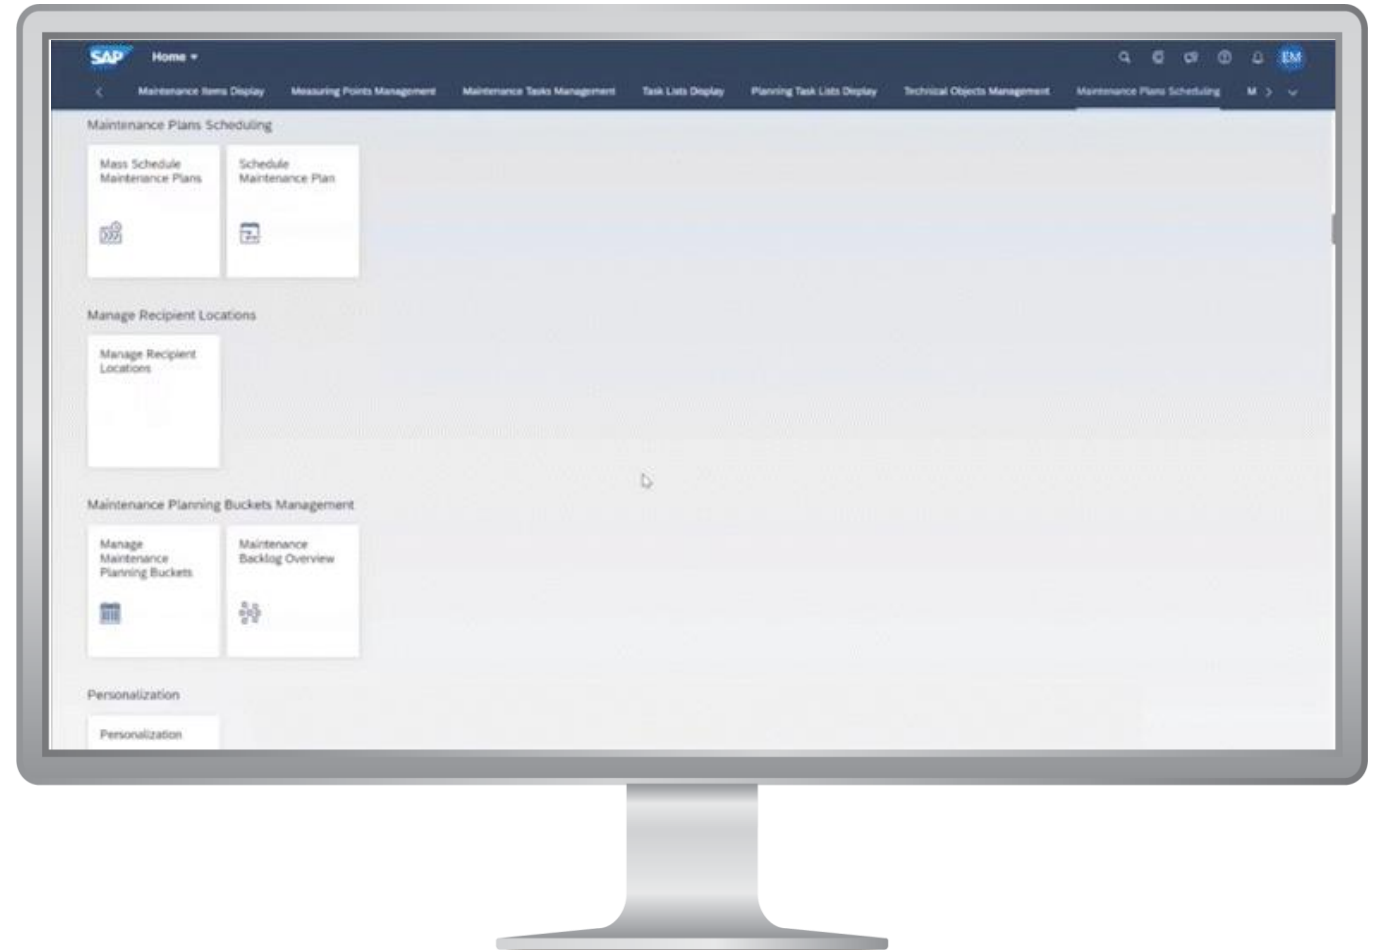 SAP Home
EM
Maintenance Items Display Measuring Points Management Maintenance Tasks Management Task Lists Display Planning Task Lists Display Technical Objects Management Maintenance Plans Scheduling M
Maintenance Plans Scheduling
Mass Schedule
Maintenance Plans
Schedule
Maintenance Plan
Manage Recipient Locations
Manage Recipient
Locations
Maintenance Planning Buckets Management
Manage
Maintenance
Planning Buckets
Maintenance
Backlog Overview
Personalization
Personalization